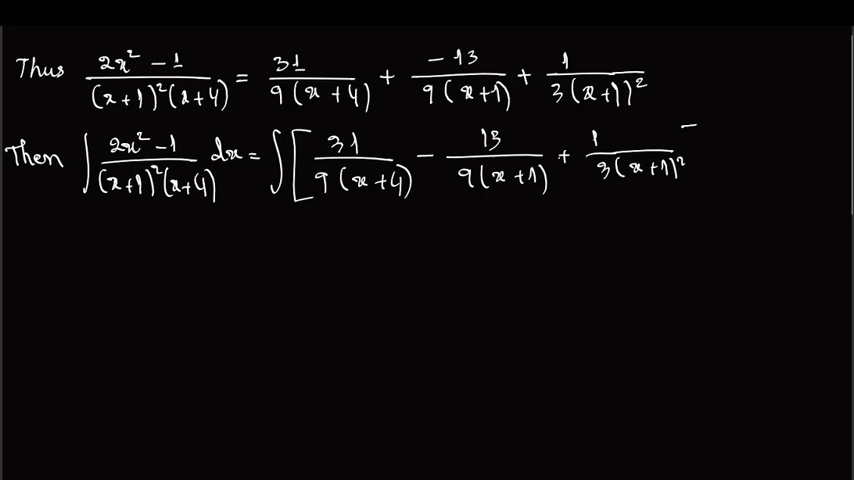 Thus (2x² - 1)/((x+1)²(x+4)) = 31/(9(x+4)) + -13/(9(x+1)) + 1/(3(x+1)²)
Then ∫ (2x² - 1)/((x+1)²(x+4)) dx = ∫ [ 31/(9(x+4)) - 13/(9(x+1)) + 1/(3(x+1)²)